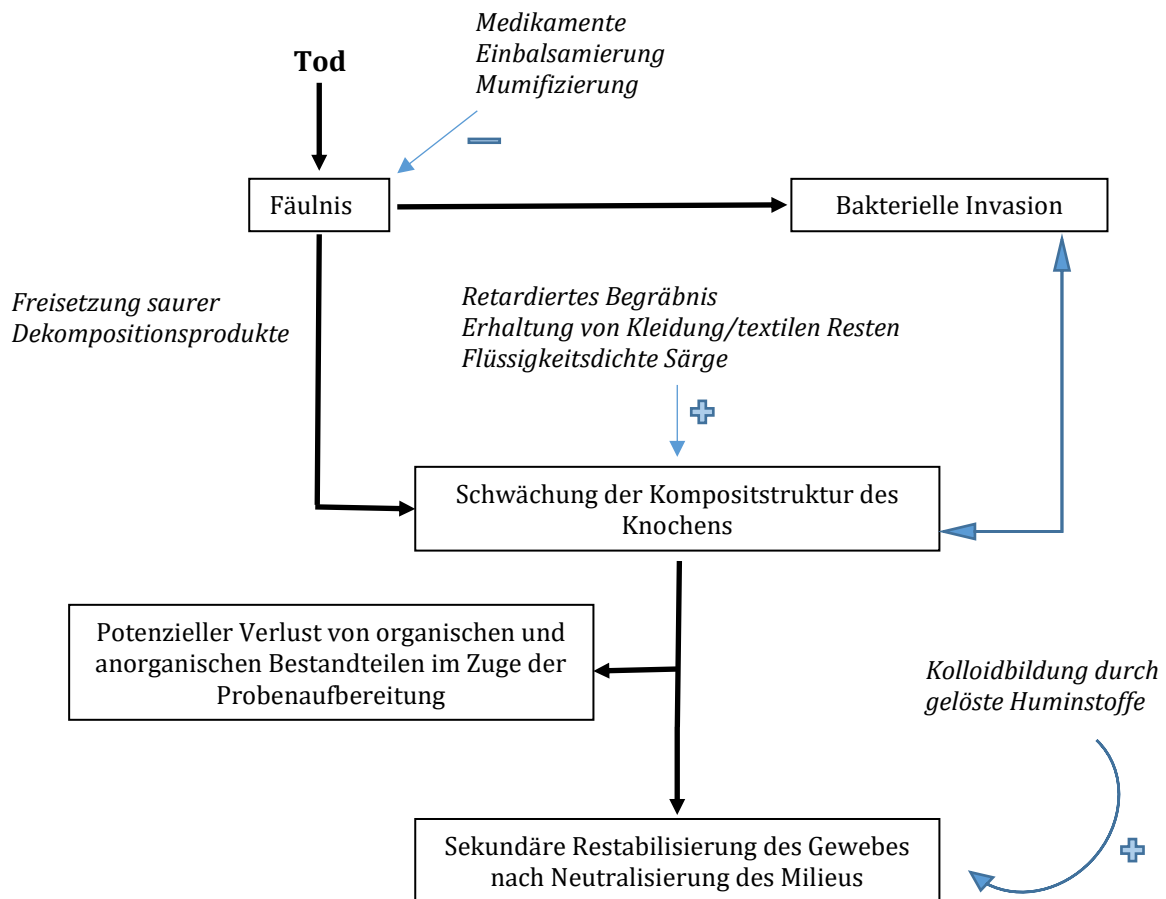 Medikamente
Einbalsamierung
Mumifizierung
Tod
Fäulnis
Bakterielle Invasion
Freisetzung saurer
Dekompositionsprodukte
Retardiertes Begräbnis
Erhaltung von Kleidung/textilen Resten
Flüssigkeitsdichte Särge
Schwächung der Kompositstruktur des
Knochens
Potenzieller Verlust von organischen und
anorganischen Bestandteilen im Zuge der
Probenaufbereitung
Kolloidbildung durch
gelöste Huminstoffe
Sekundäre Restabilisierung des Gewebes
nach Neutralisierung des Milieus